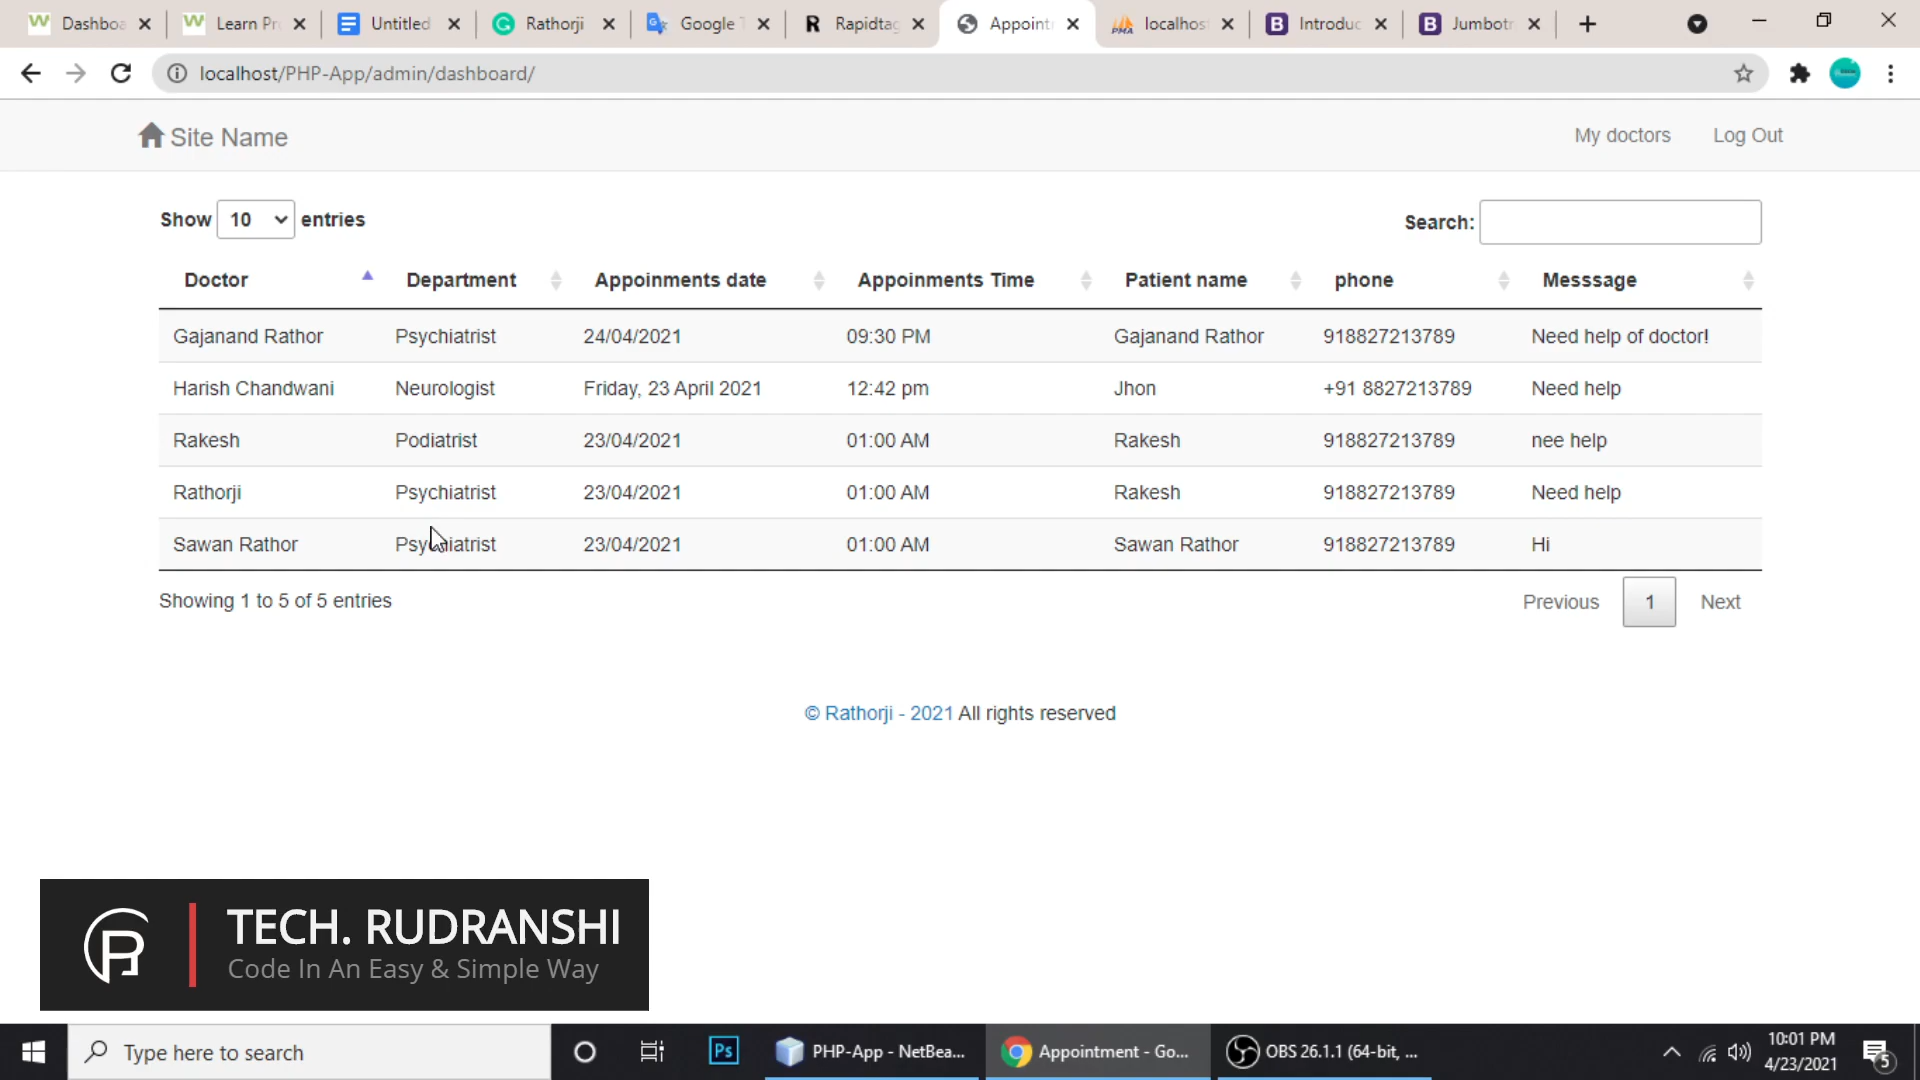 Dashboa
Learn Pr
Untitled
Rathorji
Google T
Rapidtag
Appoint
localhos
Introduc
Jumbotr
localhost/PHP-App/admin/dashboard/
Site Name
My doctors Log Out
Show 10 entries
Search:
Doctor Department Appoinments date Appoinments Time Patient name phone Messsage
Gajanand Rathor Psychiatrist 24/04/2021 09:30 PM Gajanand Rathor 918827213789 Need help of doctor!
Harish Chandwani Neurologist Friday, 23 April 2021 12:42 pm Jhon +91 8827213789 Need help
Rakesh Podiatrist 23/04/2021 01:00 AM Rakesh 918827213789 nee help
Rathorji Psychiatrist 23/04/2021 01:00 AM Rakesh 918827213789 Need help
Sawan Rathor Psychiatrist 23/04/2021 01:00 AM Sawan Rathor 918827213789 Hi
Showing 1 to 5 of 5 entries
Previous 1 Next
© Rathorji - 2021 All rights reserved
TECH. RUDRANSHI
Code In An Easy & Simple Way
Type here to search
Ps
PHP-App - NetBea...
Appointment - Go...
OBS 26.1.1 (64-bit, ...
10:01 PM
4/23/2021
5